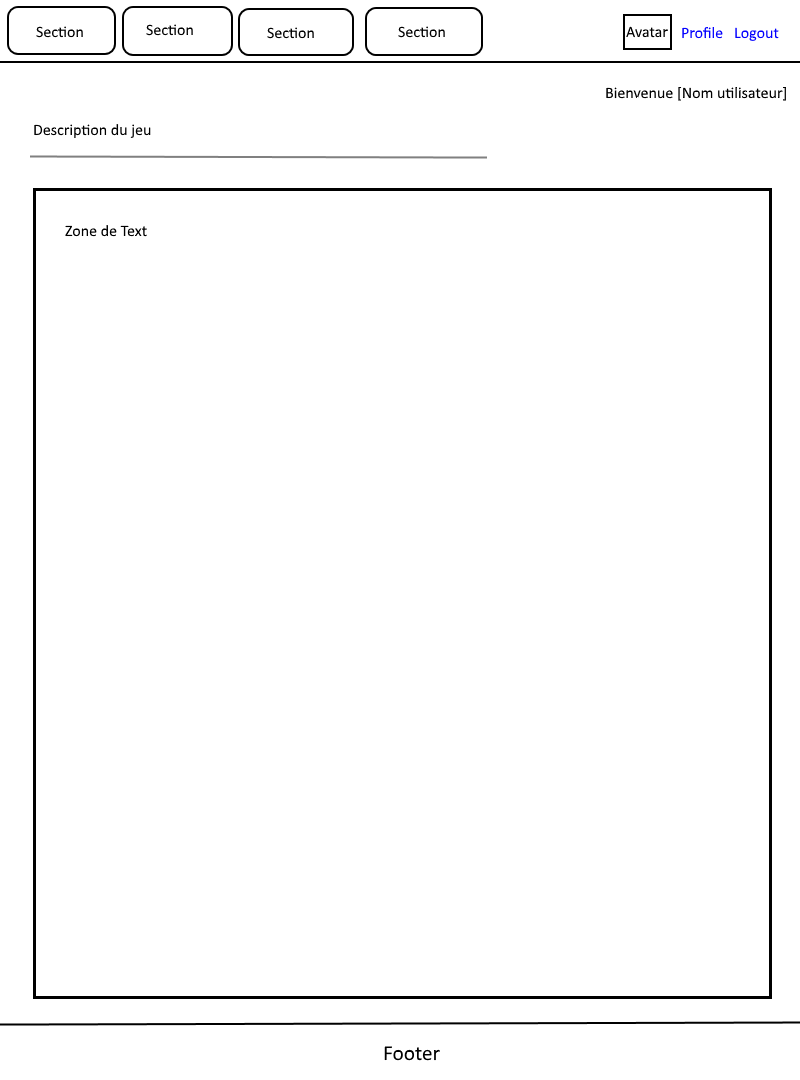 Section Section Section Section Avatar Profile Logout
Bienvenue [Nom utilisateur]
Description du jeu
Zone de Text
Footer